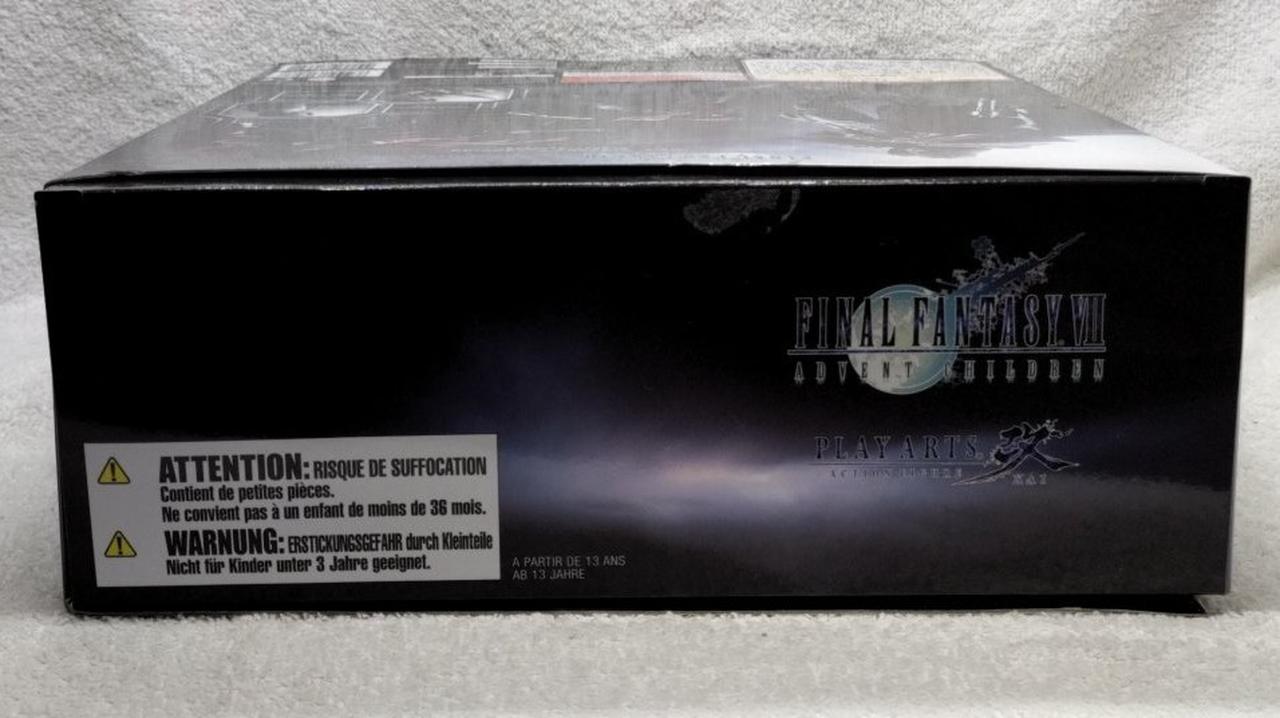 FINAL FANTASY VII
ADVENT CHILDREN
PLAY ARTS 改
ACTION FIGURE KAI
ATTENTION: RISQUE DE SUFFOCATION
Contient de petites pièces.
Ne convient pas à un enfant de moins de 36 mois.
WARNUNG: ERSTICKUNGSGEFAHR durch Kleinteile
Nicht für Kinder unter 3 Jahre geeignet.
A PARTIR DE 13 ANS
AB 13 JAHRE